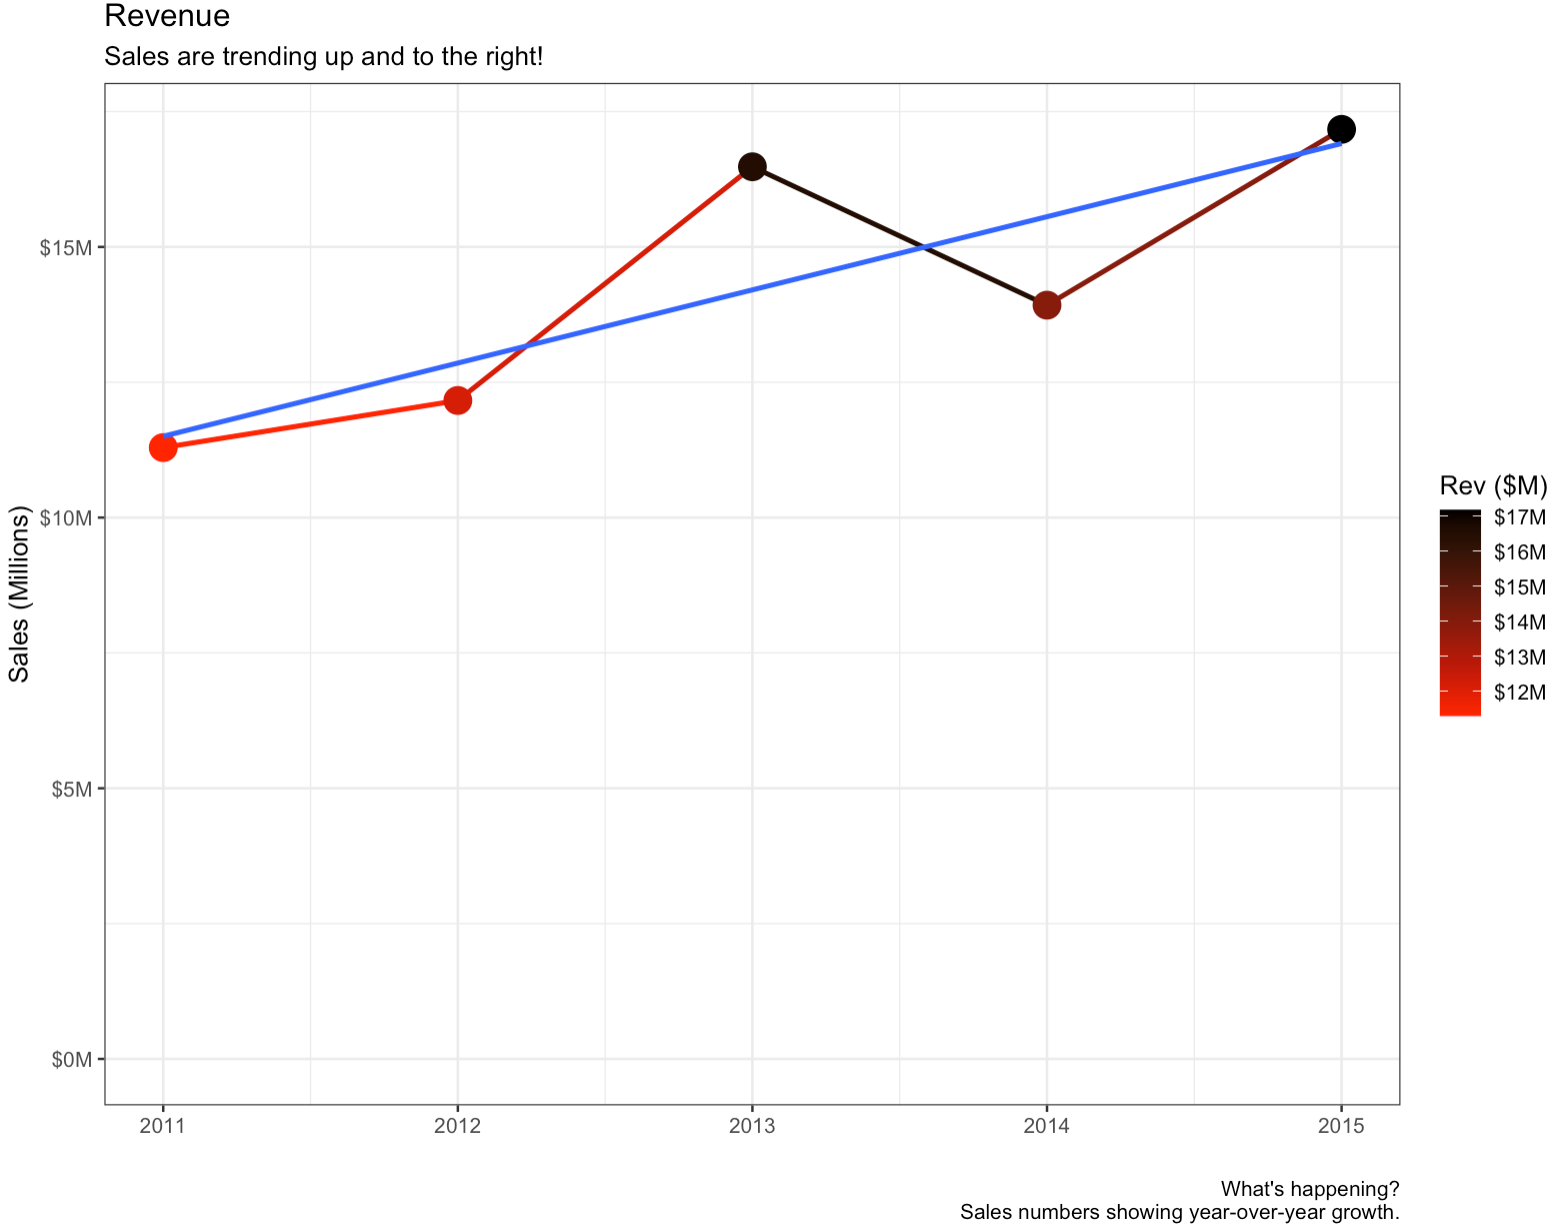 Revenue
Sales are trending up and to the right!
Sales (Millions)
$15M
$10M
$5M
$0M
2011 2012 2013 2014 2015
Rev ($M)
$17M
$16M
$15M
$14M
$13M
$12M
What's happening?
Sales numbers showing year-over-year growth.